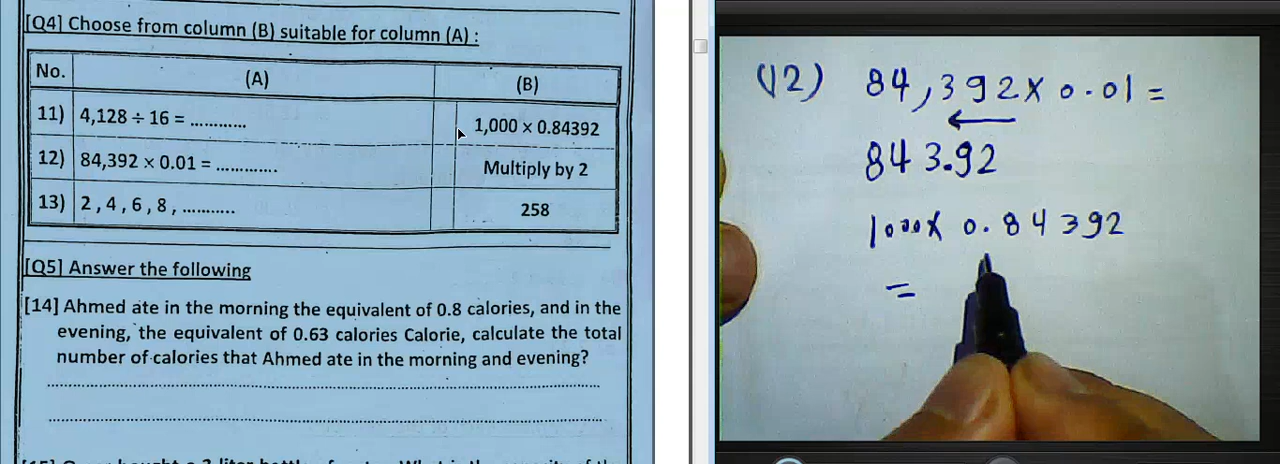 [Q4] Choose from column (B) suitable for column (A) :
No. (A) (B)
11) 4,128 ÷ 16 = ............ 1,000 × 0.84392
12) 84,392 × 0.01 = ............. Multiply by 2
13) 2 , 4 , 6 , 8 , ........... 258
[Q5] Answer the following
[14] Ahmed ate in the morning the equivalent of 0.8 calories, and in the
evening, the equivalent of 0.63 calories Calorie, calculate the total
number of calories that Ahmed ate in the morning and evening?
12) 84,392 × 0.01 =
843.92
1000 × 0.84392
=